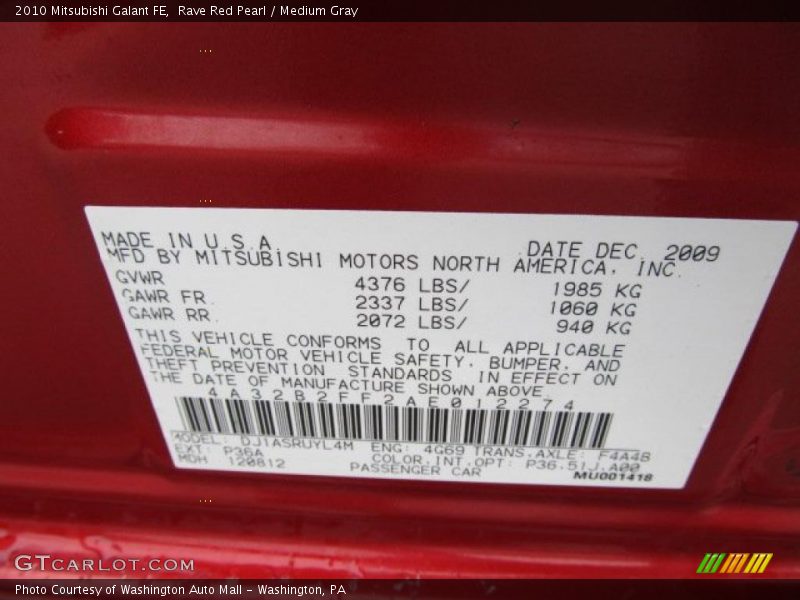 2010 Mitsubishi Galant FE,  Rave Red Pearl / Medium Gray
MADE IN U.S.A. DATE DEC. 2009
MFD BY MITSUBISHI MOTORS NORTH AMERICA, INC.
GVWR 4376 LBS/ 1985 KG
GAWR FR. 2337 LBS/ 1060 KG
GAWR RR. 2072 LBS/ 940 KG
THIS VEHICLE CONFORMS TO ALL APPLICABLE
FEDERAL MOTOR VEHICLE SAFETY, BUMPER, AND
THEFT PREVENTION STANDARDS IN EFFECT ON
THE DATE OF MANUFACTURE SHOWN ABOVE.
4A32B2FF2AE012274
MODEL: DJ1ASRUYL4M ENG: 4G69 TRANS.AXLE: F4A4B
EXT: P36A COLOR.INT.OPT: P36.51J.A00
MDH 120812 PASSENGER CAR MU001418
GTCARLOT.COM
Photo Courtesy of Washington Auto Mall - Washington, PA